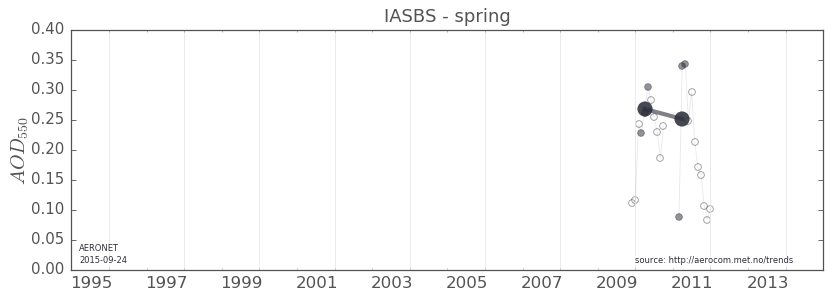 IASBS - spring
0.40
0.35
0.30
0.25
0.20
0.15
0.10
0.05
0.00
AOD550
AERONET
2015-09-24
source: http://aerocom.met.no/trends
1995 1997 1999 2001 2003 2005 2007 2009 2011 2013